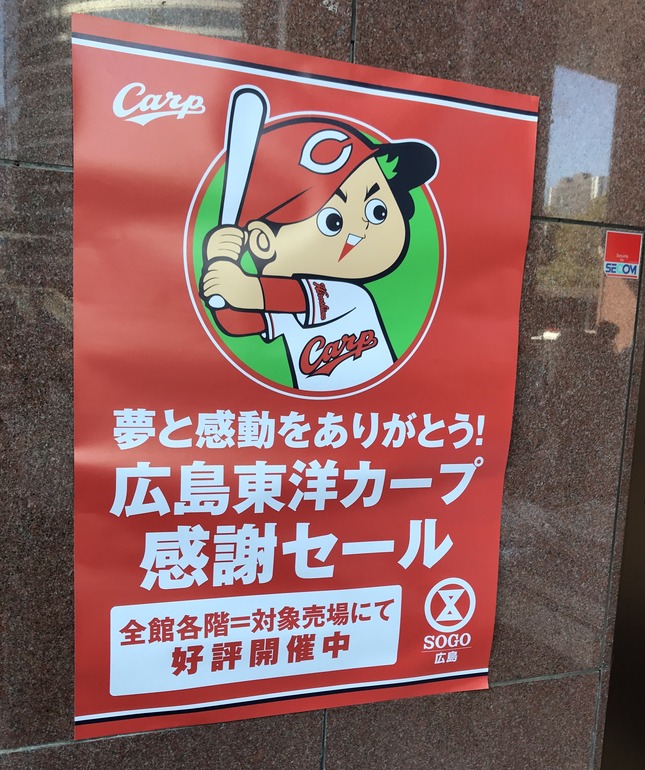 Carp
C
Carp
夢と感動をありがとう!
広島東洋カープ
感謝セール
全館各階=対象売場にて
好評開催中
SOGO
広島
SECOM